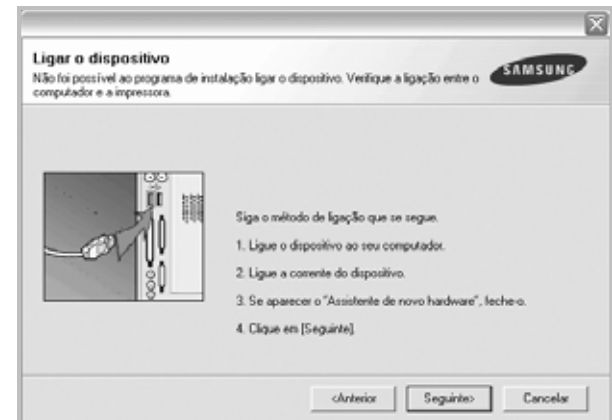 Ligar o dispositivo
Não foi possível ao programa de instalação ligar o dispositivo. Verifique a ligação entre o
computador e a impressora.
SAMSUNG
Siga o método de ligação que se segue.
1. Ligue o dispositivo ao seu computador.
2. Ligue a corrente do dispositivo.
3. Se aparecer o "Assistente de novo hardware", feche-o.
4. Clique em [Seguinte].
<Anterior
Seguinte>
Cancelar